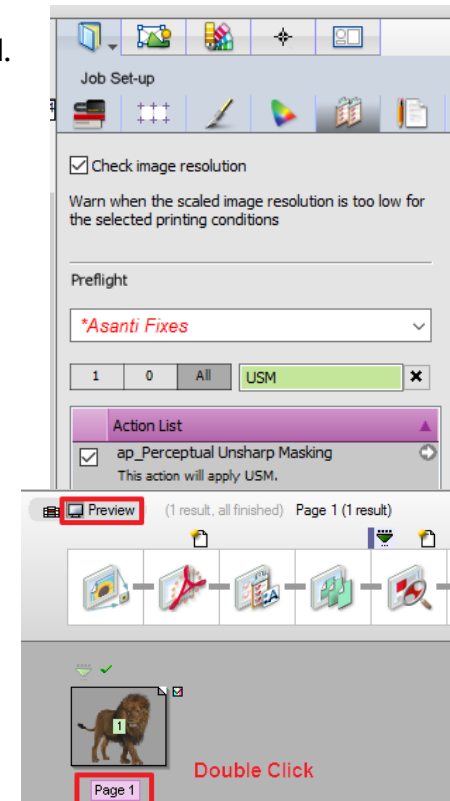 l.
Job Set-up
Check image resolution
Warn when the scaled image resolution is too low for
the selected printing conditions
Preflight
*Asanti Fixes
1 0 All USM
Action List
ap_Perceptual Unsharp Masking
This action will apply USM.
Preview (1 result, all finished) Page 1 (1 result)
1
Double Click
Page 1